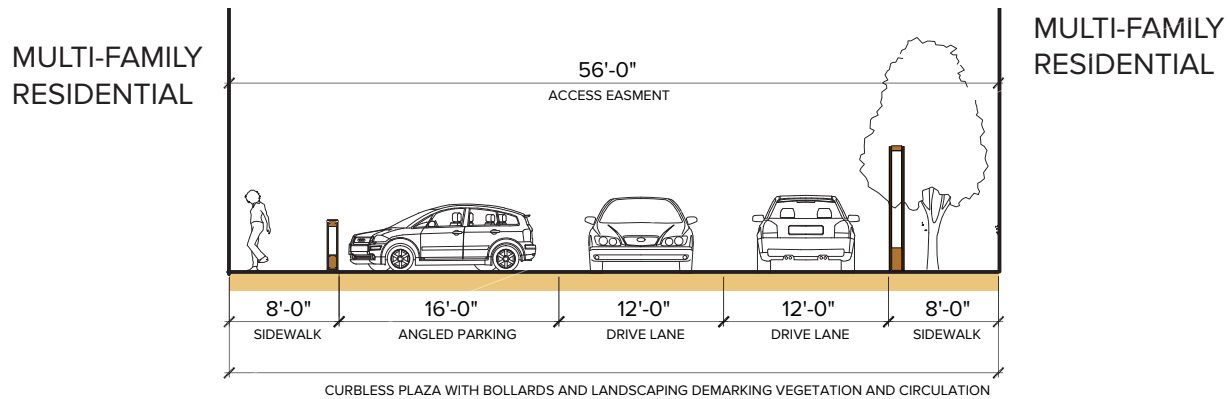 MULTI-FAMILY
RESIDENTIAL
MULTI-FAMILY
RESIDENTIAL
56'-0"
ACCESS EASMENT
8'-0"
16'-0"
12'-0"
12'-0"
8'-0"
SIDEWALK
ANGLED PARKING
DRIVE LANE
DRIVE LANE
SIDEWALK
CURBLESS PLAZA WITH BOLLARDS AND LANDSCAPING DEMARKING VEGETATION AND CIRCULATION